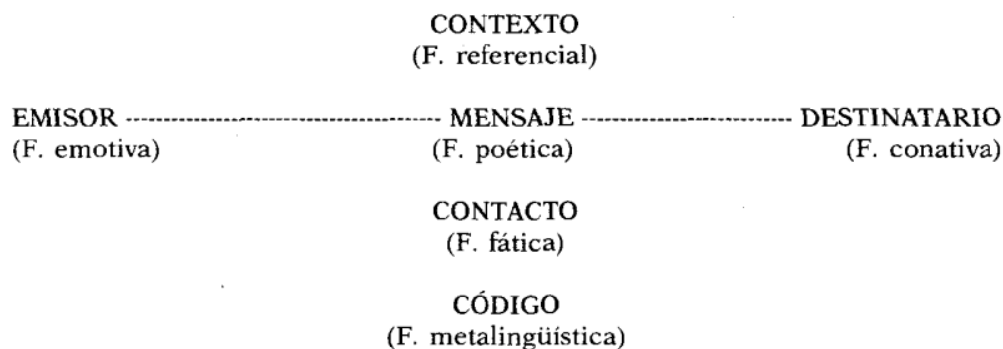 CONTEXTO
(F. referencial)
EMISOR ---------------------------------------- MENSAJE --------------------------- DESTINATARIO
(F. emotiva) (F. poética) (F. conativa)
CONTACTO
(F. fática)
CÓDIGO
(F. metalingüística)